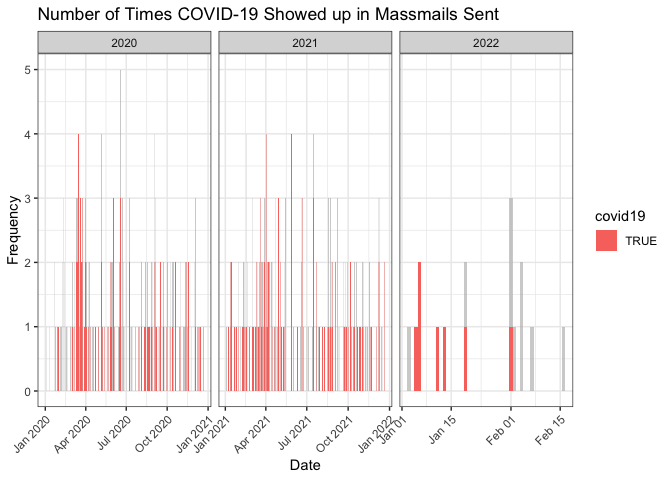 Number of Times COVID-19 Showed up in Massmails Sent
2020 2021 2022
5
4
3
2
1
0
Frequency
Jan 2020 Apr 2020 Jul 2020 Oct 2020 Jan 2021 Jan 2021 Apr 2021 Jul 2021 Oct 2021 Jan 2022 Jan 01 Jan 15 Feb 01 Feb 15
Date
covid19
TRUE